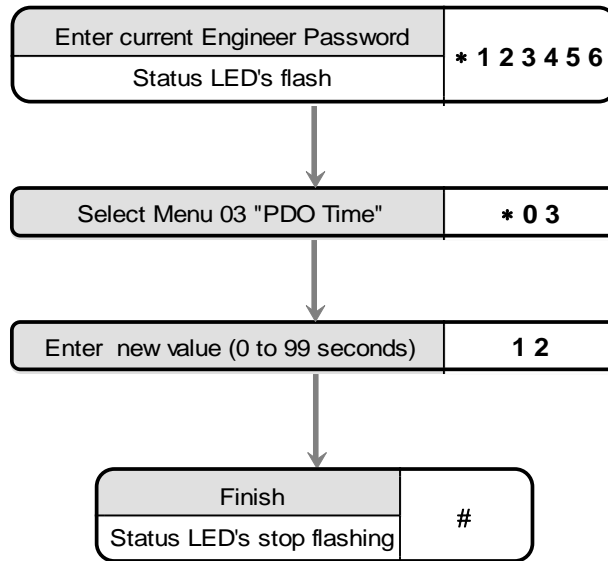 Enter current Engineer Password
* 1 2 3 4 5 6
Status LED's flash
Select Menu 03 "PDO Time"
* 0 3
Enter new value (0 to 99 seconds)
1 2
Finish
#
Status LED's stop flashing